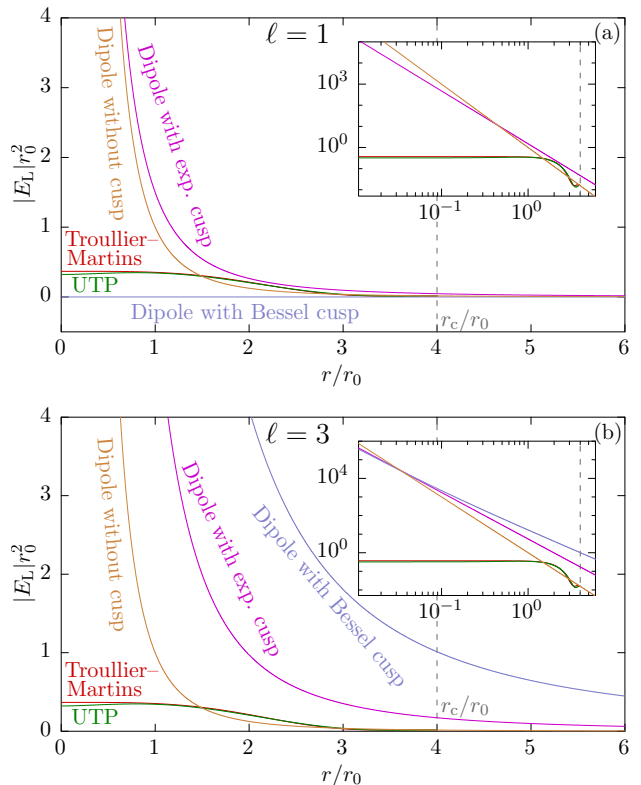 ℓ = 1
(a)
|E_L|r_0^2
4
3
2
1
0
Dipole without cusp
Dipole with exp. cusp
Troullier–
Martins
UTP
Dipole with Bessel cusp
r_c/r_0
10^3
10^0
10^−1
10^0
0
1
2
3
4
5
6
r/r_0
ℓ = 3
(b)
|E_L|r_0^2
4
3
2
1
0
Dipole without cusp
Dipole with exp. cusp
Dipole with Bessel cusp
Troullier–
Martins
UTP
r_c/r_0
10^4
10^0
10^−1
10^0
0
1
2
3
4
5
6
r/r_0